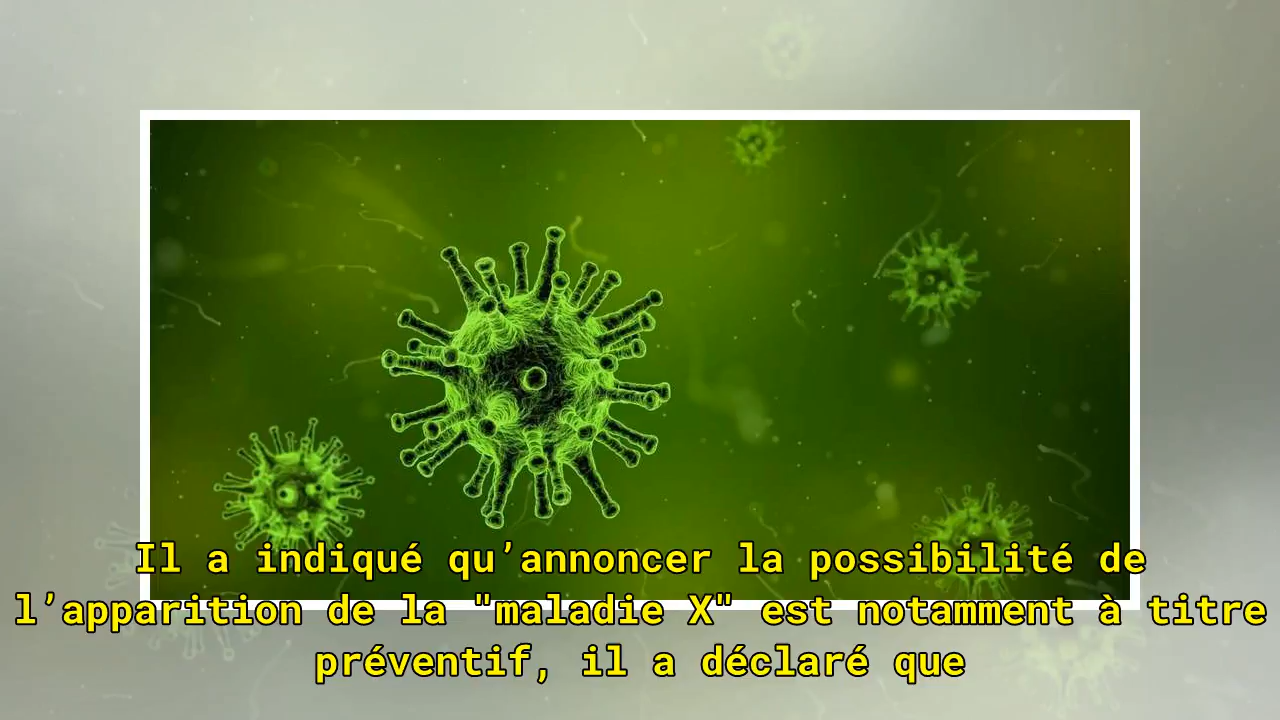 Il a indiqué qu’annoncer la possibilité de
l’apparition de la "maladie X" est notamment à titre
préventif, il a déclaré que